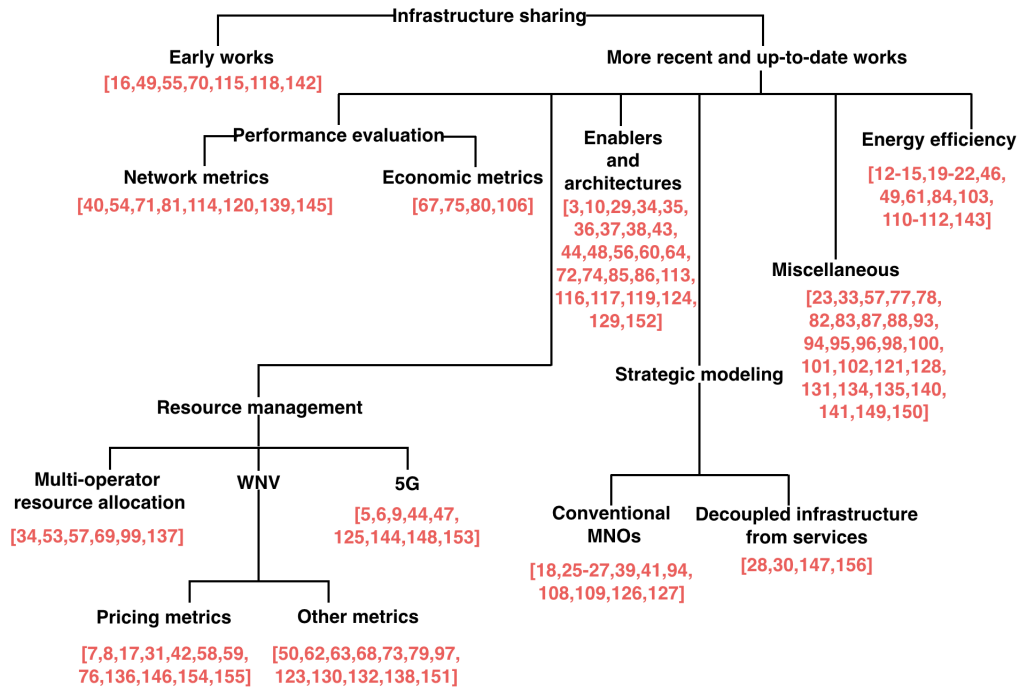 Infrastructure sharing
Early works
[16,49,55,70,115,118,142]
More recent and up-to-date works
Performance evaluation
Network metrics
[40,54,71,81,114,120,139,145]
Economic metrics
[67,75,80,106]
Enablers
and
architectures
[3,10,29,34,35,
36,37,38,43,
44,48,56,60,64,
72,74,85,86,113,
116,117,119,124,
129,152]
Energy efficiency
[12-15,19-22,46,
49,61,84,103,
110-112,143]
Miscellaneous
[23,33,57,77,78,
82,83,87,88,93,
94,95,96,98,100,
101,102,121,128,
131,134,135,140,
141,149,150]
Strategic modeling
Resource management
Multi-operator
resource allocation
[34,53,57,69,99,137]
WNV
5G
[5,6,9,44,47,
125,144,148,153]
Conventional
MNOs
[18,25-27,39,41,94,
108,109,126,127]
Decoupled infrastructure
from services
[28,30,147,156]
Pricing metrics
[7,8,17,31,42,58,59,
76,136,146,154,155]
Other metrics
[50,62,63,68,73,79,97,
123,130,132,138,151]